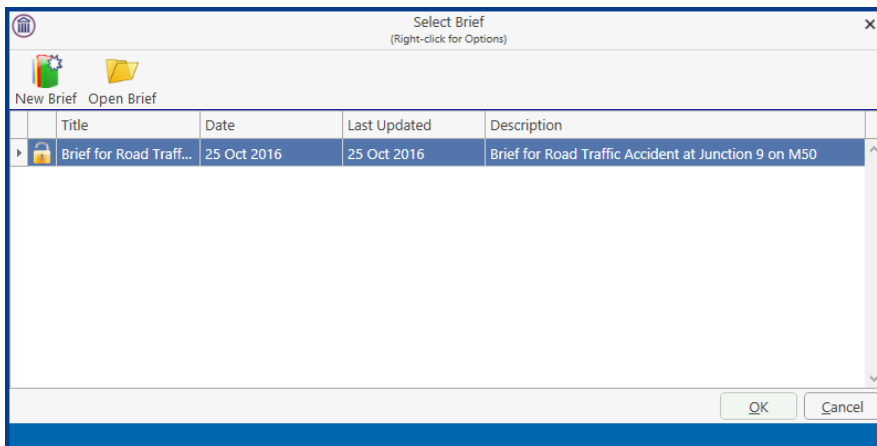 Select Brief
(Right-click for Options)
New Brief Open Brief
Title Date Last Updated Description
Brief for Road Traff... 25 Oct 2016 25 Oct 2016 Brief for Road Traffic Accident at Junction 9 on M50
OK Cancel